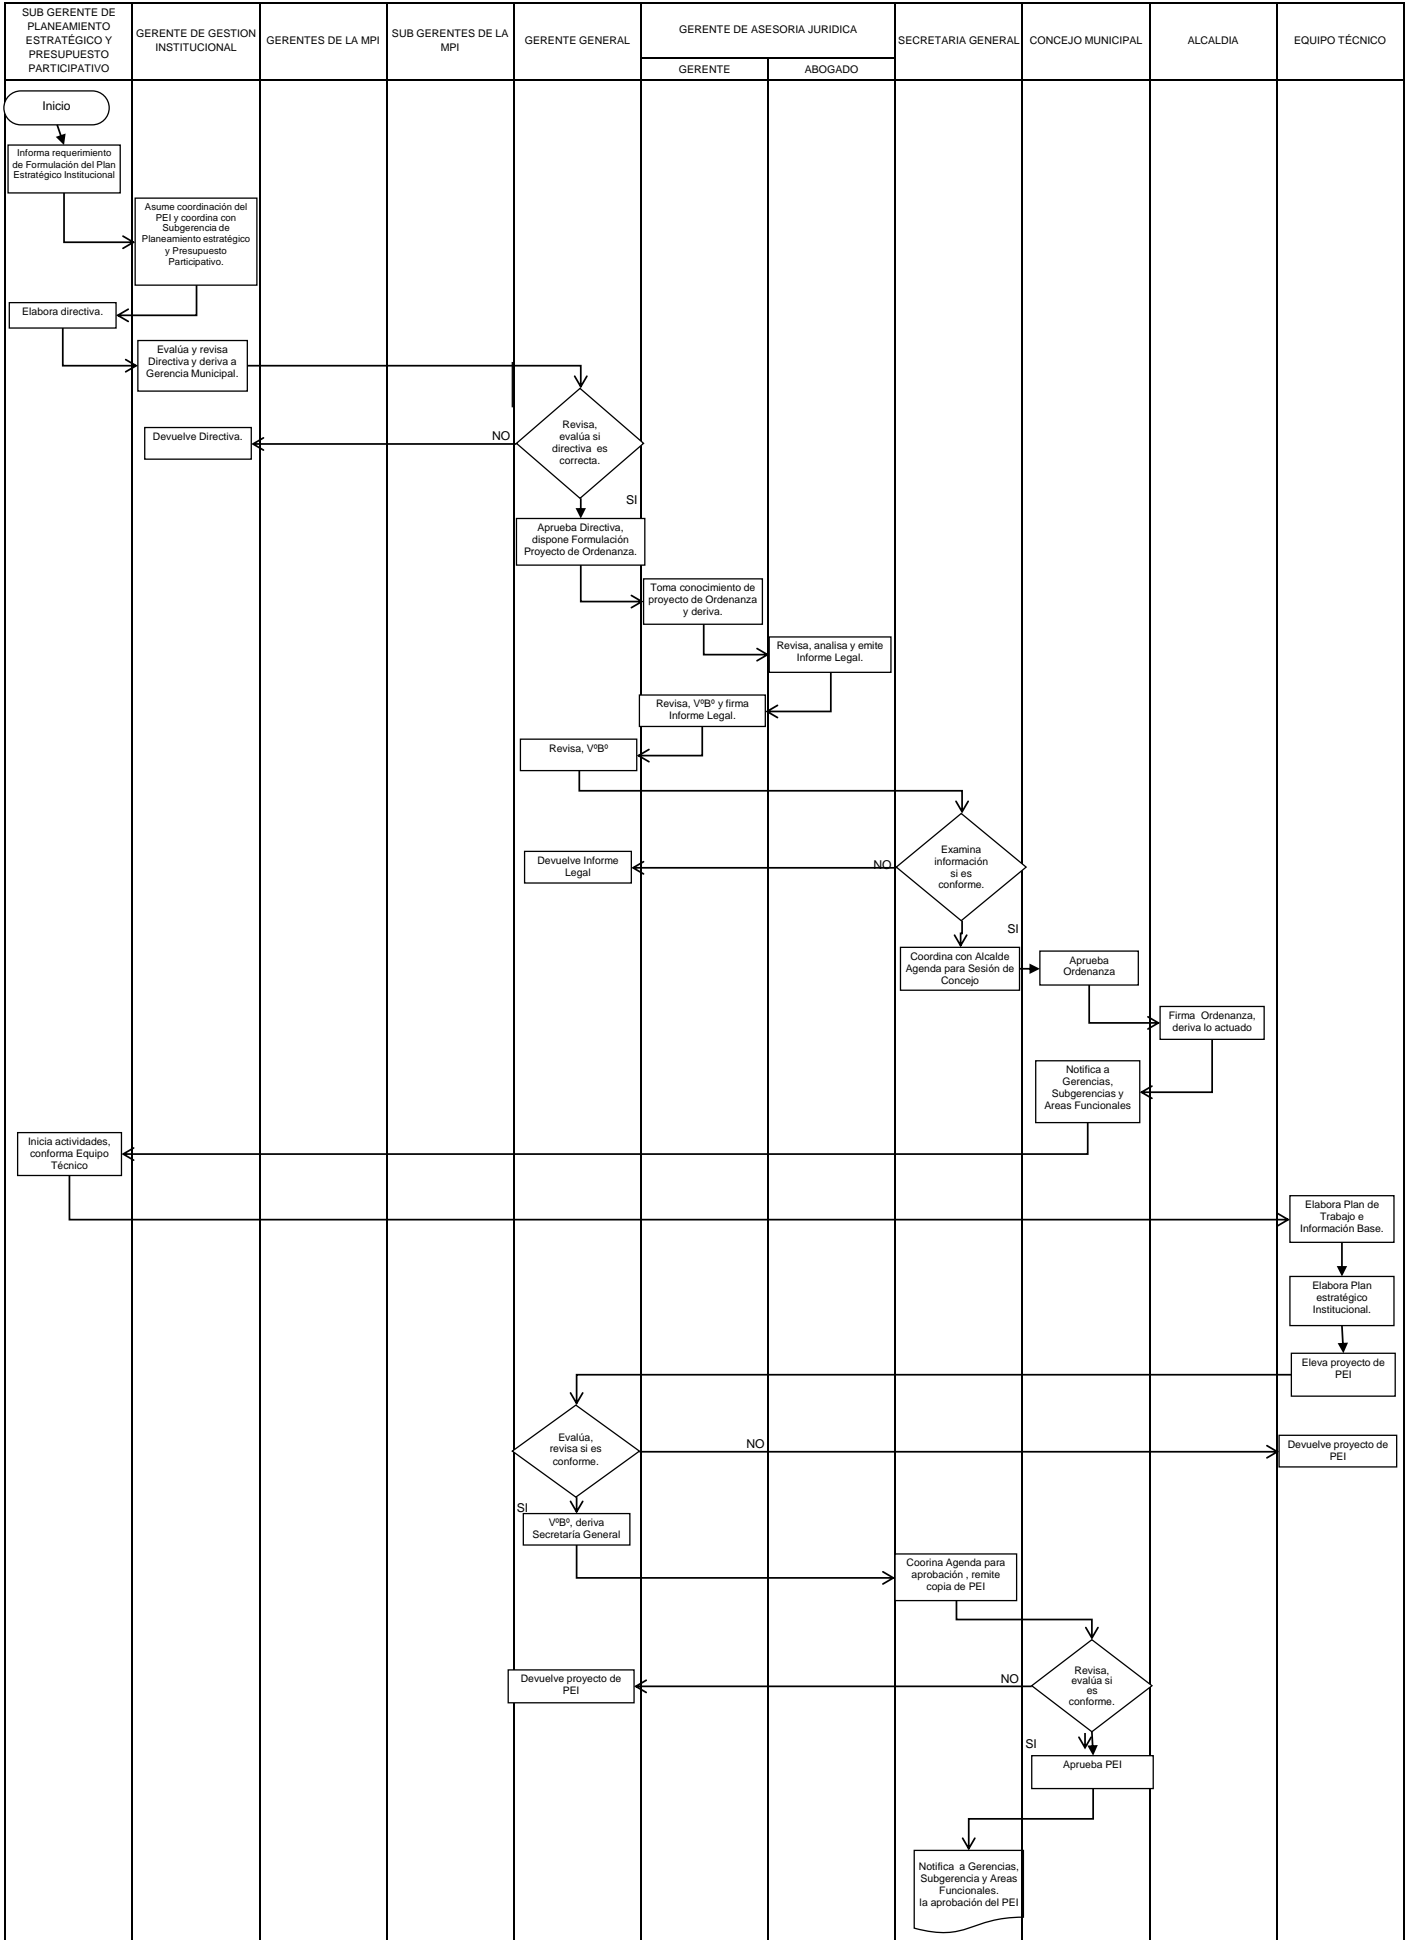 SUB GERENTE DE
PLANEAMIENTO
ESTRATÉGICO Y
PRESUPUESTO
PARTICIPATIVO
GERENTE DE GESTION
INSTITUCIONAL
GERENTES DE LA MPI
SUB GERENTES DE LA
MPI
GERENTE GENERAL
GERENTE DE ASESORIA JURIDICA
GERENTE
ABOGADO
SECRETARIA GENERAL
CONCEJO MUNICIPAL
ALCALDIA
EQUIPO TÉCNICO
Inicio
Informa requerimiento
de Formulación del Plan
Estratégico Institucional
Asume coordinación del
PEI y coordina con
Subgerencia de
Planeamiento estratégico
y Presupuesto
Participativo.
Elabora directiva.
Evalúa y revisa
Directiva y deriva a
Gerencia Municipal.
Revisa,
evalúa si
directiva es
correcta.
NO
Devuelve Directiva.
SI
Aprueba Directiva,
dispone Formulación
Proyecto de Ordenanza.
Toma conocimiento de
proyecto de Ordenanza
y deriva.
Revisa, analisa y emite
Informe Legal.
Revisa, VºBº y firma
Informe Legal.
Revisa, VºBº
Examina
información
si es
conforme.
NO
Devuelve Informe
Legal
SI
Coordina con Alcalde
Agenda para Sesión de
Concejo
Aprueba
Ordenanza
Firma Ordenanza,
deriva lo actuado
Notifica a
Gerencias,
Subgerencias y
Areas Funcionales
Inicia actividades,
conforma Equipo
Técnico
Elabora Plan de
Trabajo e
Información Base.
Elabora Plan
estratégico
Institucional.
Eleva proyecto de
PEI
Evalúa,
revisa si es
conforme.
NO
Devuelve proyecto de
PEI
SI
VºBº, deriva
Secretaría General
Coorina Agenda para
aprobación , remite
copia de PEI
Revisa,
evalúa si
es
conforme.
NO
Devuelve proyecto de
PEI
SI
Aprueba PEI
Notifica a Gerencias,
Subgerencia y Areas
Funcionales.
la aprobación del PEI